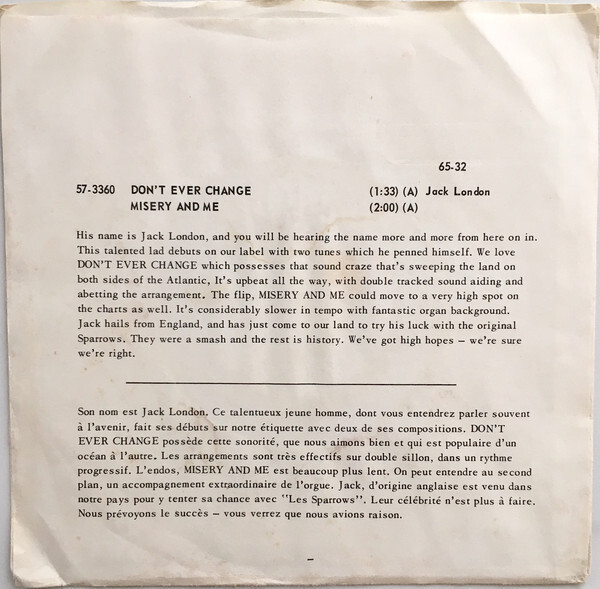 65-32
57-3360 DON'T EVER CHANGE (1:33) (A) Jack London
MISERY AND ME (2:00) (A)
His name is Jack London, and you will be hearing the name more and more from here on in.
This talented lad debuts on our label with two tunes which he penned himself. We love
DON'T EVER CHANGE which possesses that sound craze that's sweeping the land on
both sides of the Atlantic, It's upbeat all the way, with double tracked sound aiding and
abetting the arrangement. The flip, MISERY AND ME could move to a very high spot on
the charts as well. It's considerably slower in tempo with fantastic organ background.
Jack hails from England, and has just come to our land to try his luck with the original
Sparrows. They were a smash and the rest is history. We've got high hopes – we're sure
we're right.
Son nom est Jack London. Ce talentueux jeune homme, dont vous entendrez parler souvent
à l'avenir, fait ses débuts sur notre étiquette avec deux de ses compositions. DON'T
EVER CHANGE possède cette sonorité, que nous aimons bien et qui est populaire d'un
océan à l'autre. Les arrangements sont très effectifs sur double sillon, dans un rythme
progressif. L'endos, MISERY AND ME est beaucoup plus lent. On peut entendre au second
plan, un accompagnement extraordinaire de l'orgue. Jack, d'origine anglaise est venu dans
notre pays pour y tenter sa chance avec "Les Sparrows". Leur célébrité n'est plus à faire.
Nous prévoyons le succès – vous verrez que nous avions raison.